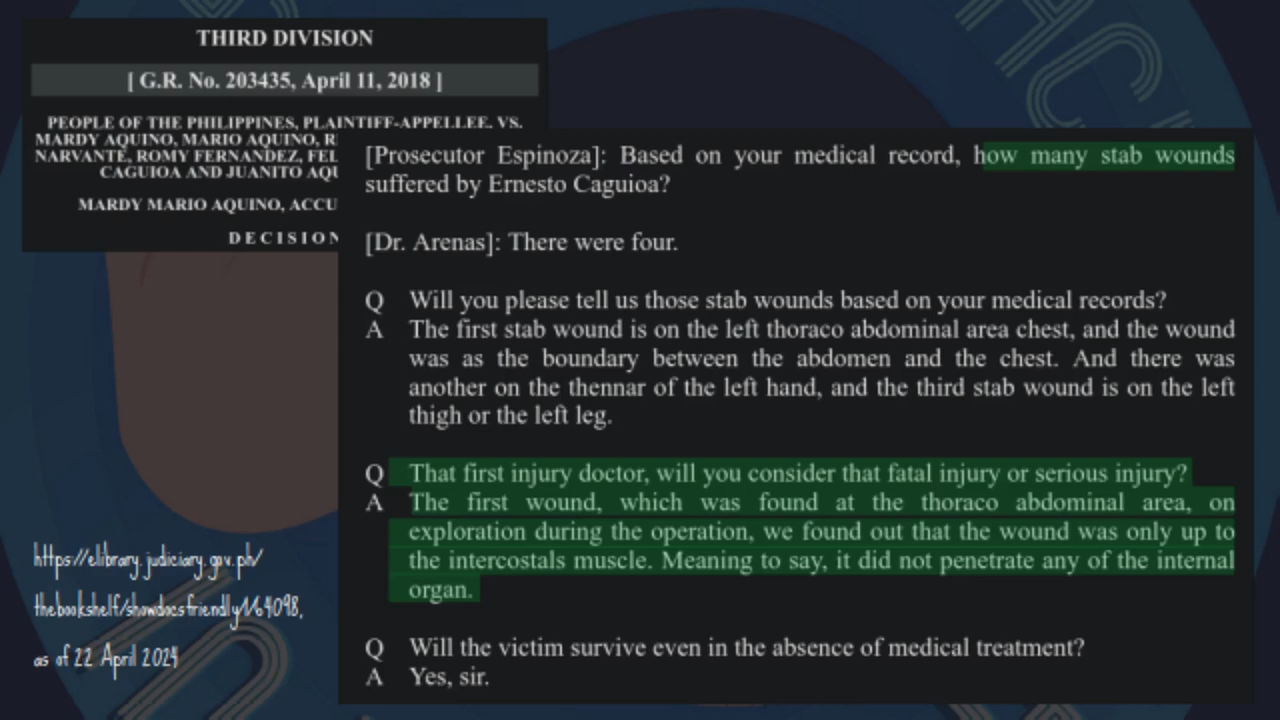 THIRD DIVISION
[ G.R. No. 203435, April 11, 2018 ]
PEOPLE OF THE PHILIPPINES, PLAINTIFF-APPELLEE, VS.
MARDY AQUINO, MARIO AQUINO, R
NARVANTE, ROMY FERNANDEZ, FEL
CAGUIOA AND JUANITO AQU
MARDY MARIO AQUINO, ACCU
DECISION
[Prosecutor Espinoza]: Based on your medical record, how many stab wounds
suffered by Ernesto Caguioa?
[Dr. Arenas]: There were four.
Q Will you please tell us those stab wounds based on your medical records?
A The first stab wound is on the left thoraco abdominal area chest, and the wound
was as the boundary between the abdomen and the chest. And there was
another on the thennar of the left hand, and the third stab wound is on the left
thigh or the left leg.
Q That first injury doctor, will you consider that fatal injury or serious injury?
A The first wound, which was found at the thoraco abdominal area, on
exploration during the operation, we found out that the wound was only up to
the intercostals muscle. Meaning to say, it did not penetrate any of the internal
organ.
Q Will the victim survive even in the absence of medical treatment?
A Yes, sir.
https://elibrary.judiciary.gov.ph/
thebookshelf/showdocsfriendly/1/64098,
as of 22 April 2024